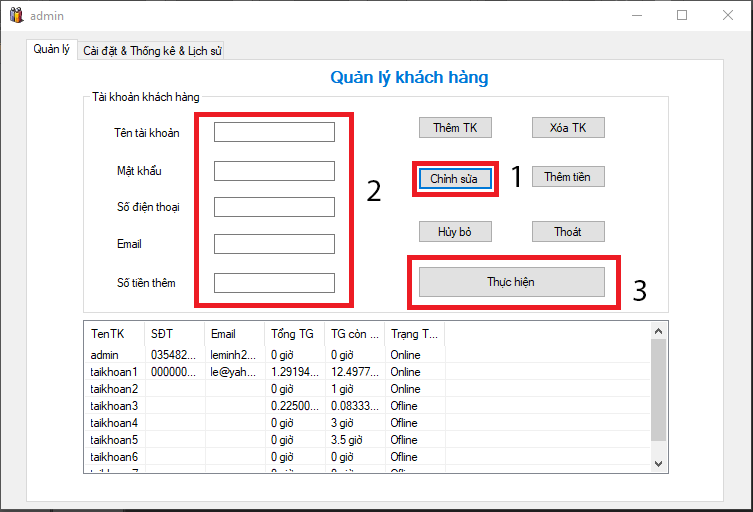 admin
Quản lý Cài đặt & Thống kê & Lịch sử
Quản lý khách hàng
Tài khoản khách hàng
Tên tài khoản Thêm TK Xóa TK
Mật khẩu Chỉnh sửa 1 Thêm tiền
2
Số điện thoại
Email Hủy bỏ Thoát
Số tiền thêm Thực hiện 3
TenTK SĐT Email Tổng TG TG còn ... Trạng T...
admin 035482... leminh2... 0 giờ 0 giờ Online
taikhoan1 000000... le@yah... 1.29194... 12.4977... Online
taikhoan2 0 giờ 1 giờ Online
taikhoan3 0.22500... 0.08333... Ofline
taikhoan4 0 giờ 3 giờ Ofline
taikhoan5 0 giờ 3.5 giờ Ofline
taikhoan6 0 giờ 0 giờ Ofline